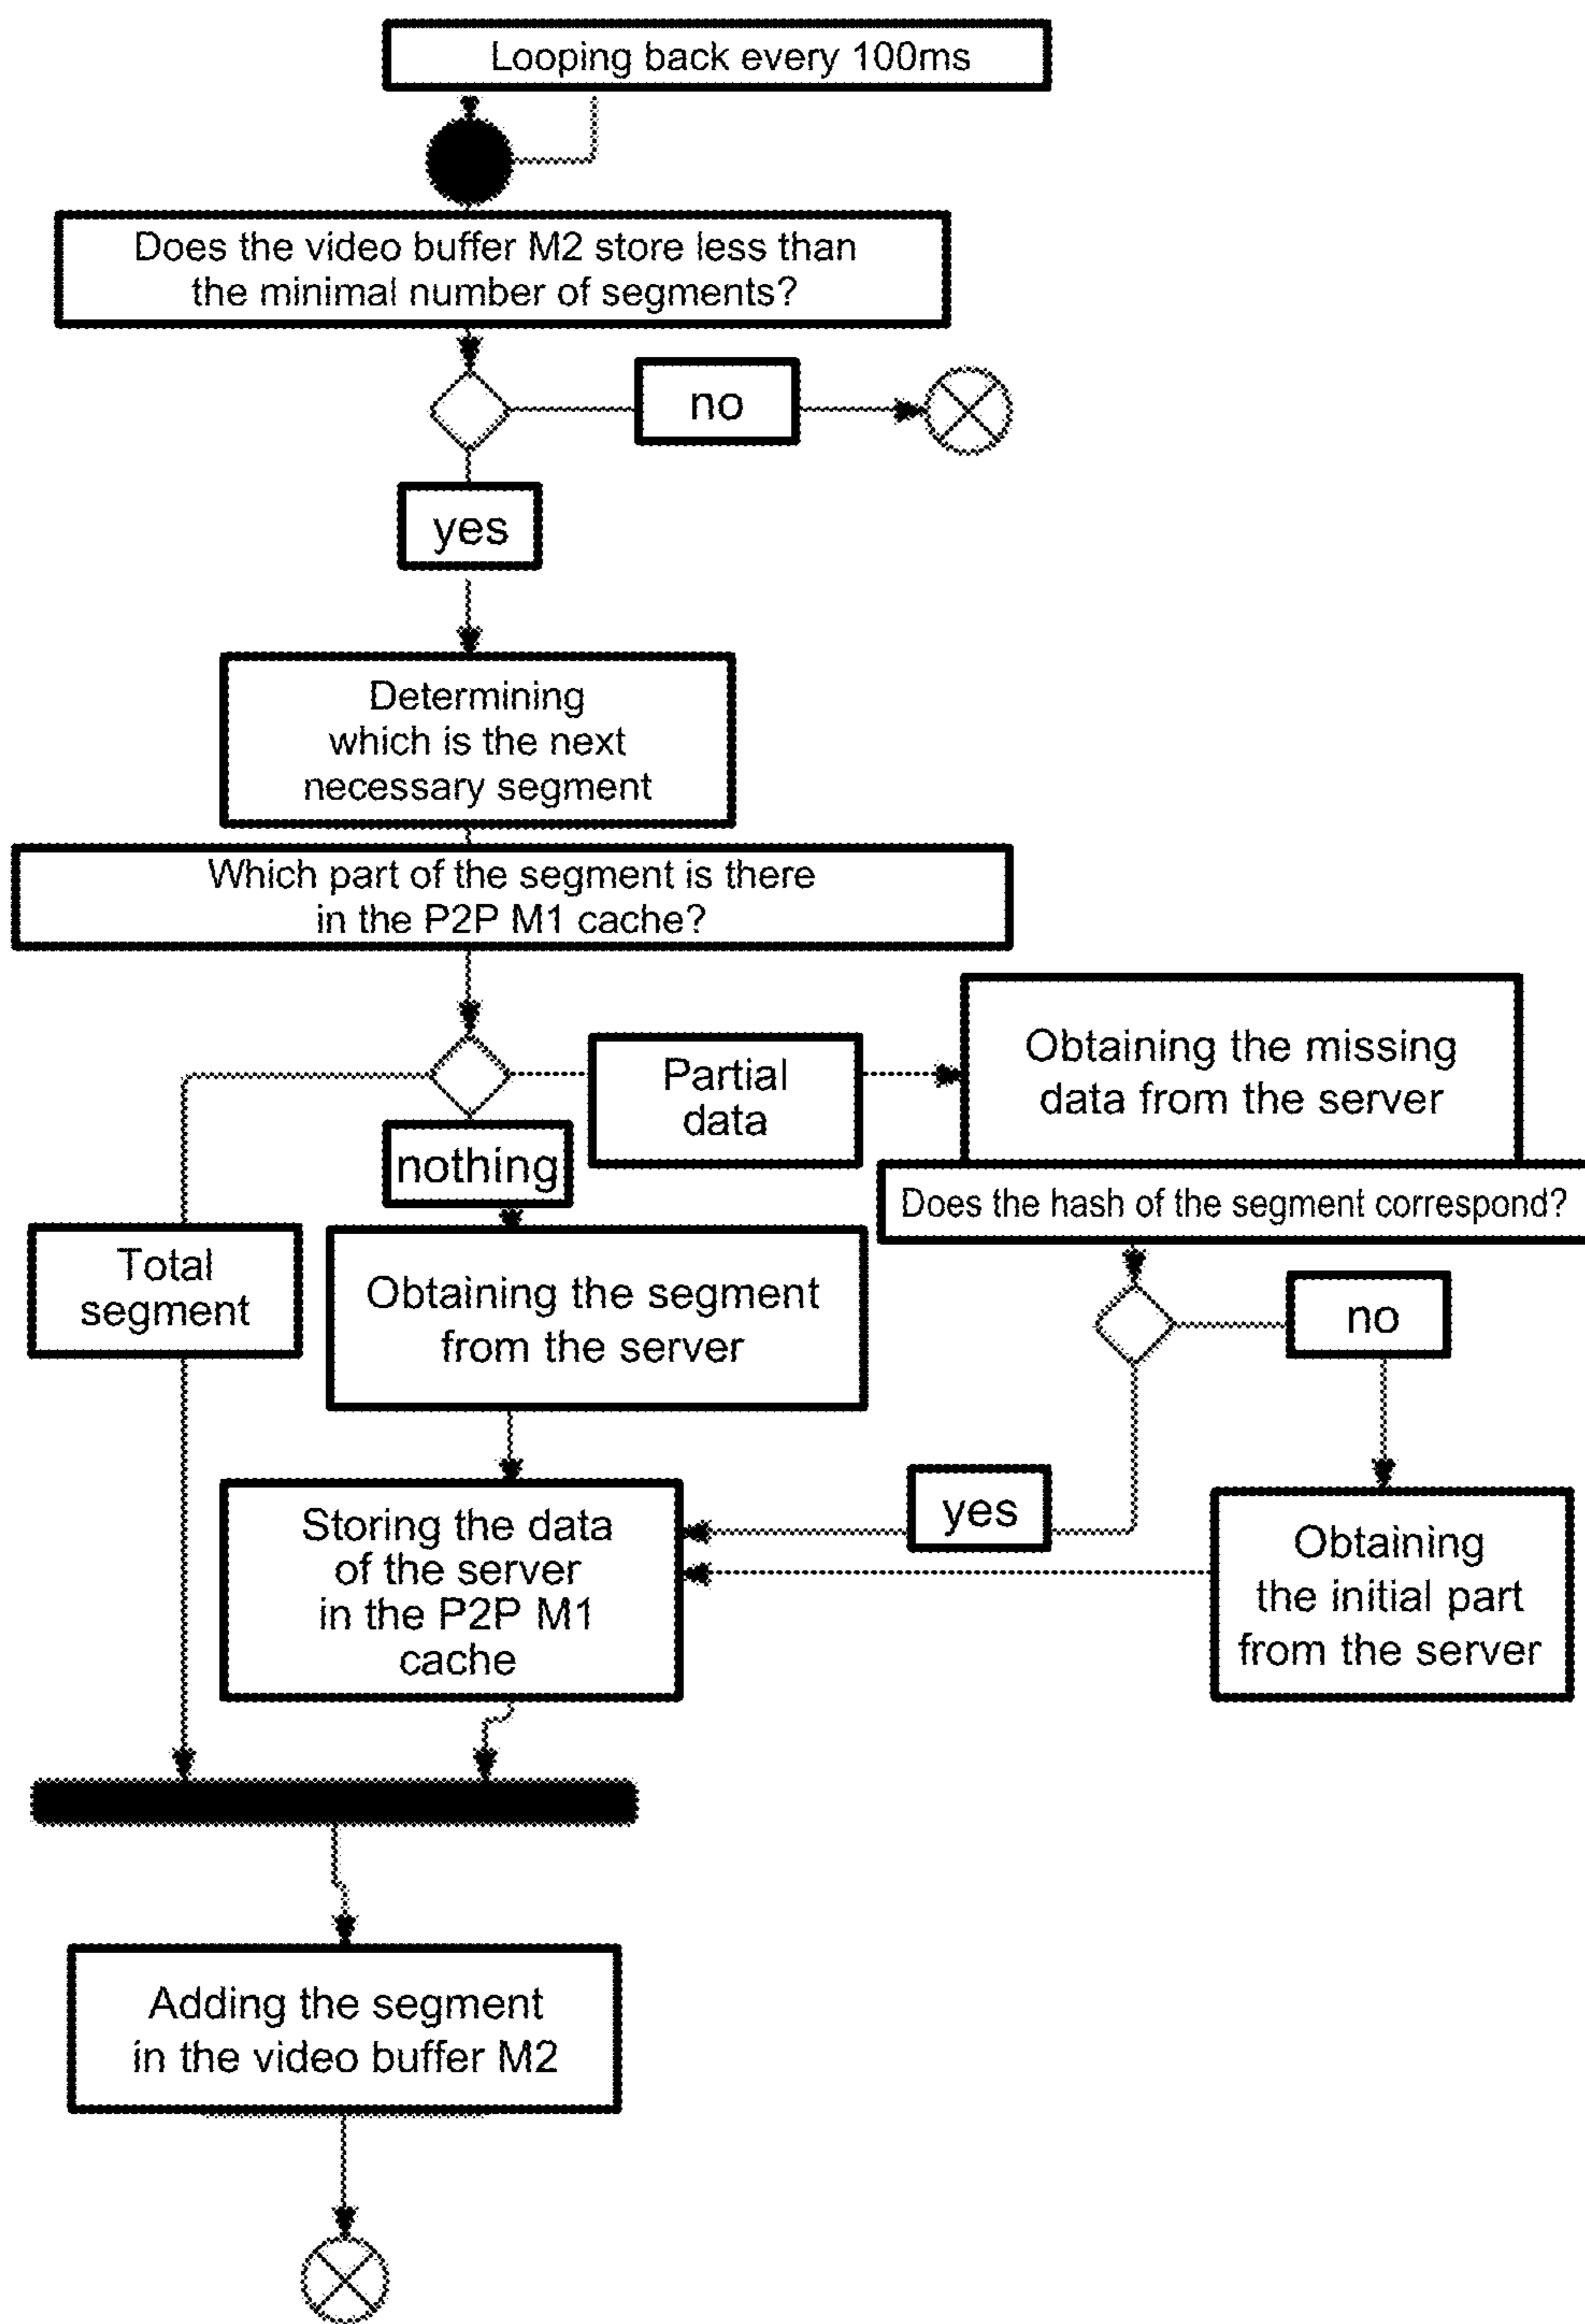 Looping back every 100ms
Does the video buffer M2 store less than
the minimal number of segments?
no
yes
Determining
which is the next
necessary segment
Which part of the segment is there
in the P2P M1 cache?
Partial
data
Obtaining the missing
data from the server
nothing
Does the hash of the segment correspond?
Total
segment
Obtaining the segment
from the server
no
yes
Storing the data
of the server
in the P2P M1
cache
Obtaining
the initial part
from the server
Adding the segment
in the video buffer M2